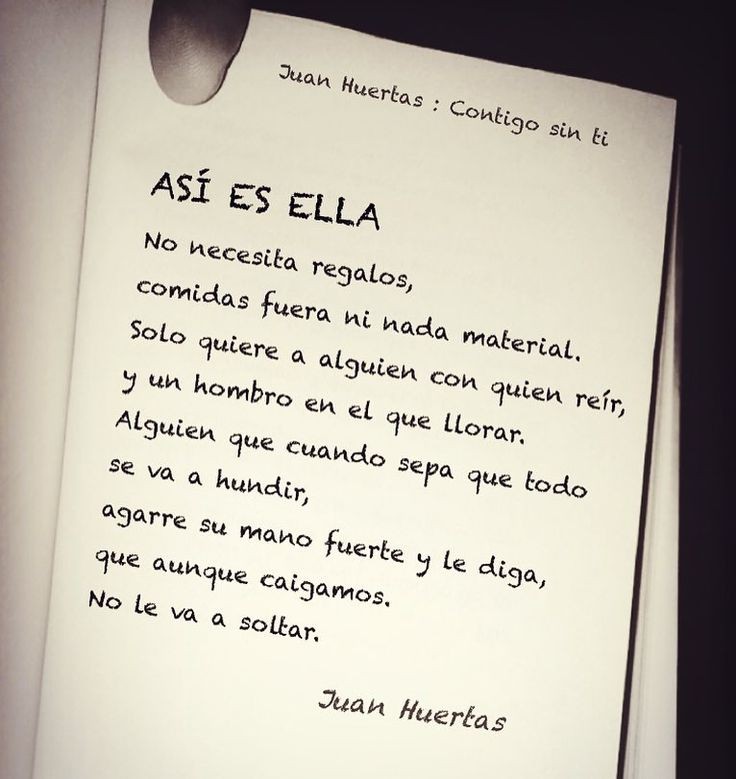 Juan Huertas : Contigo sin ti
ASÍ ES ELLA
No necesita regalos,
comidas fuera ni nada material.
Solo quiere a alguien con quien reír,
y un hombro en el que llorar.
Alguien que cuando sepa que todo
se va a hundir,
agarre su mano fuerte y le diga,
que aunque caigamos.
No le va a soltar.
Juan Huertas